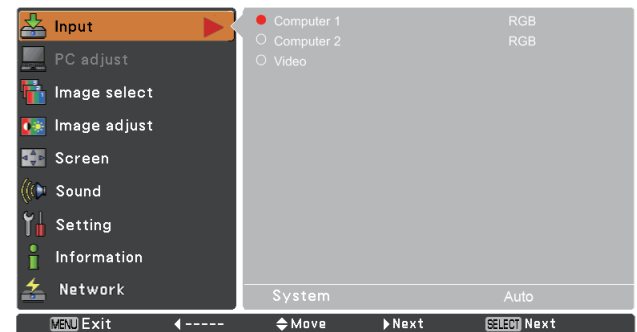 Input
PC adjust
Image select
Image adjust
Screen
Sound
Setting
Information
Network
Computer 1 RGB
Computer 2 RGB
Video
System Auto
MENU Exit ----- Move Next SELECT Next